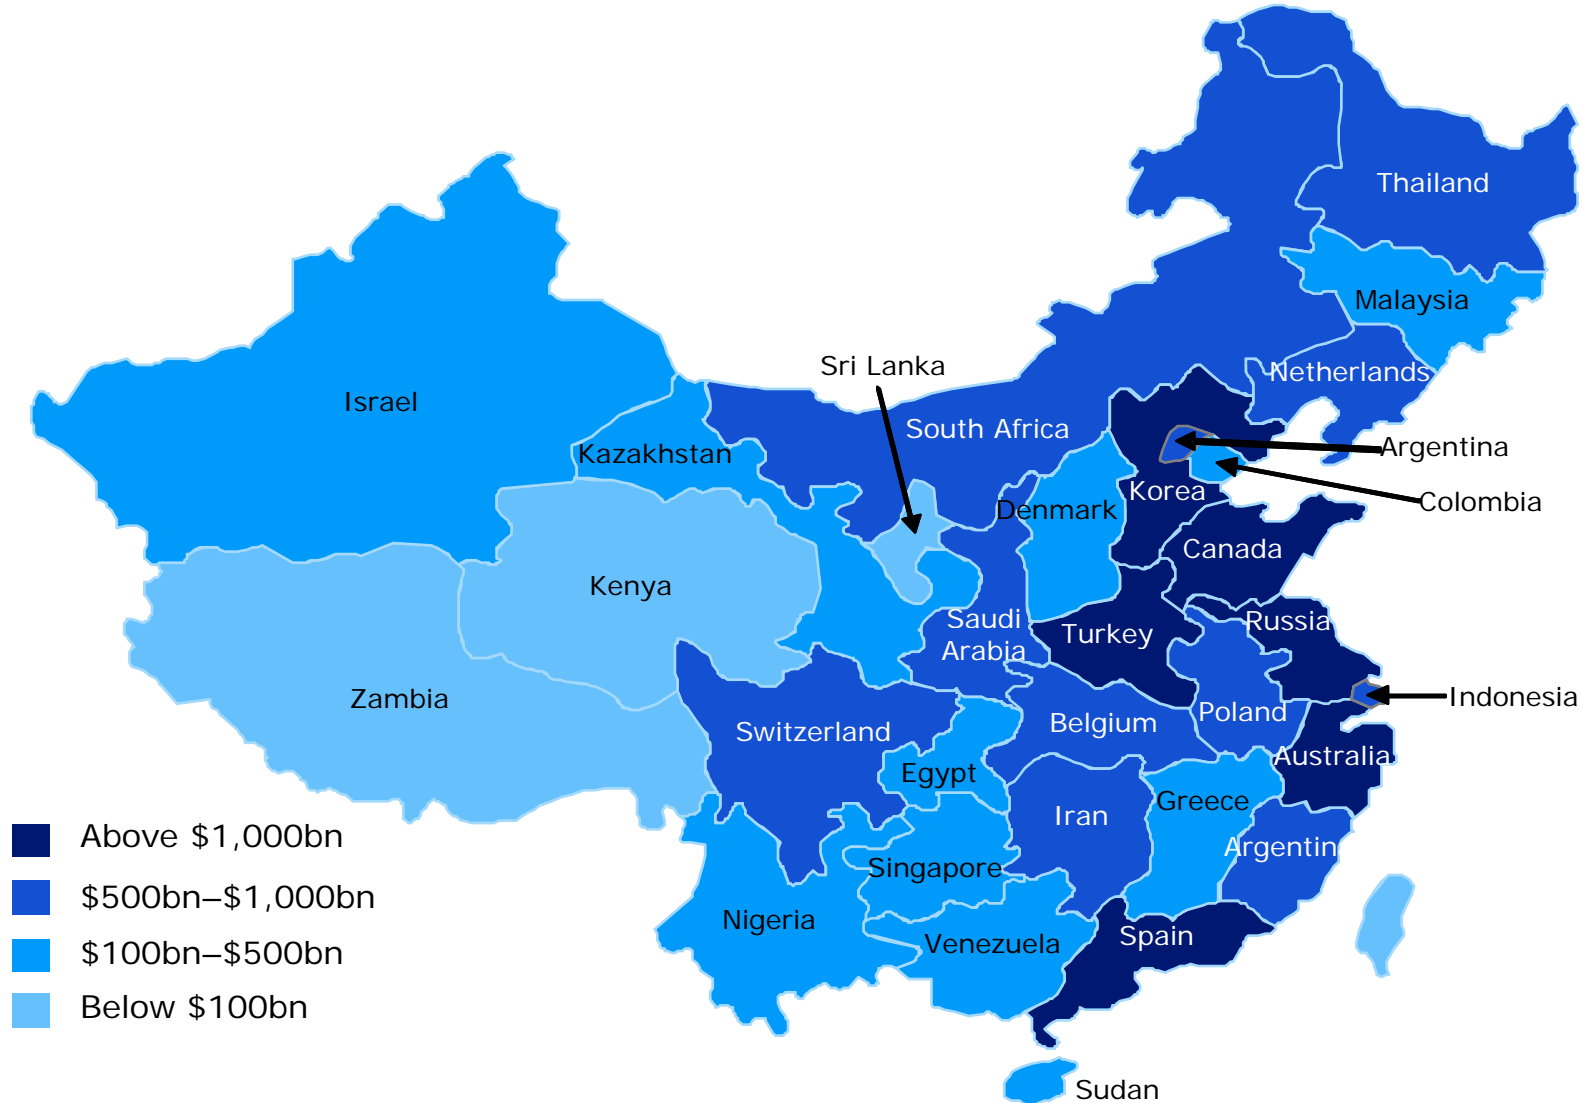 Thailand
Malaysia
Sri Lanka
Netherlands
Israel
South Africa
Kazakhstan
Argentina
Korea
Colombia
Denmark
Canada
Kenya
Saudi
Arabia
Russia
Turkey
Zambia
Indonesia
Poland
Belgium
Switzerland
Australia
Egypt
Greece
Iran
Above $1,000bn
Argentin
Singapore
$500bn–$1,000bn
Nigeria
Spain
Venezuela
$100bn–$500bn
Below $100bn
Sudan